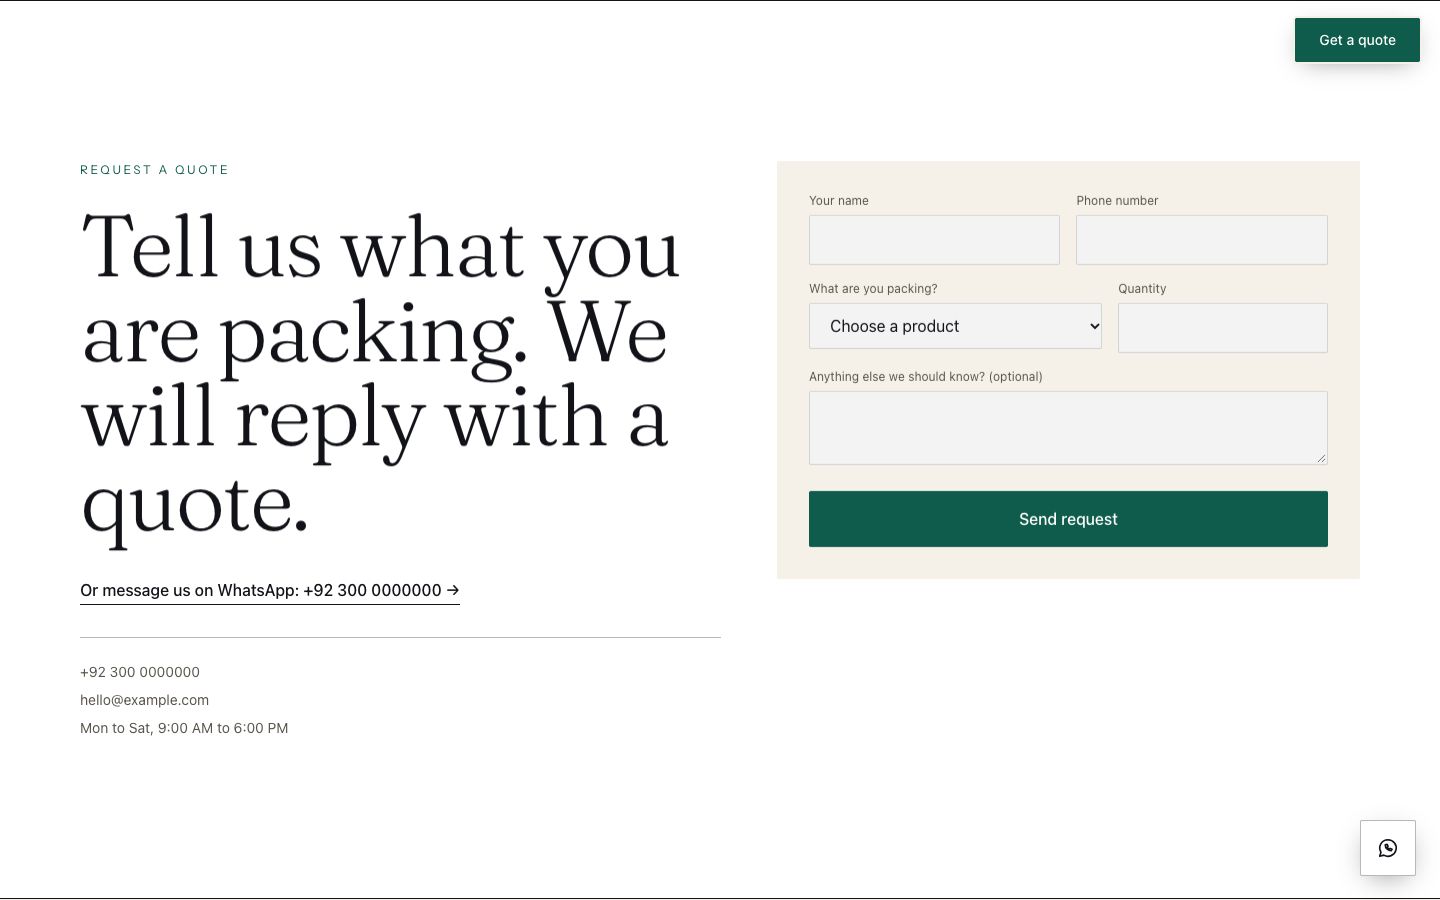 Get a quote
REQUEST A QUOTE
Tell us what you
are packing. We
will reply with a
quote.
Or message us on WhatsApp: +92 300 0000000 →
+92 300 0000000
hello@example.com
Mon to Sat, 9:00 AM to 6:00 PM
Your name
Phone number
What are you packing?
Quantity
Choose a product
Anything else we should know? (optional)
Send request